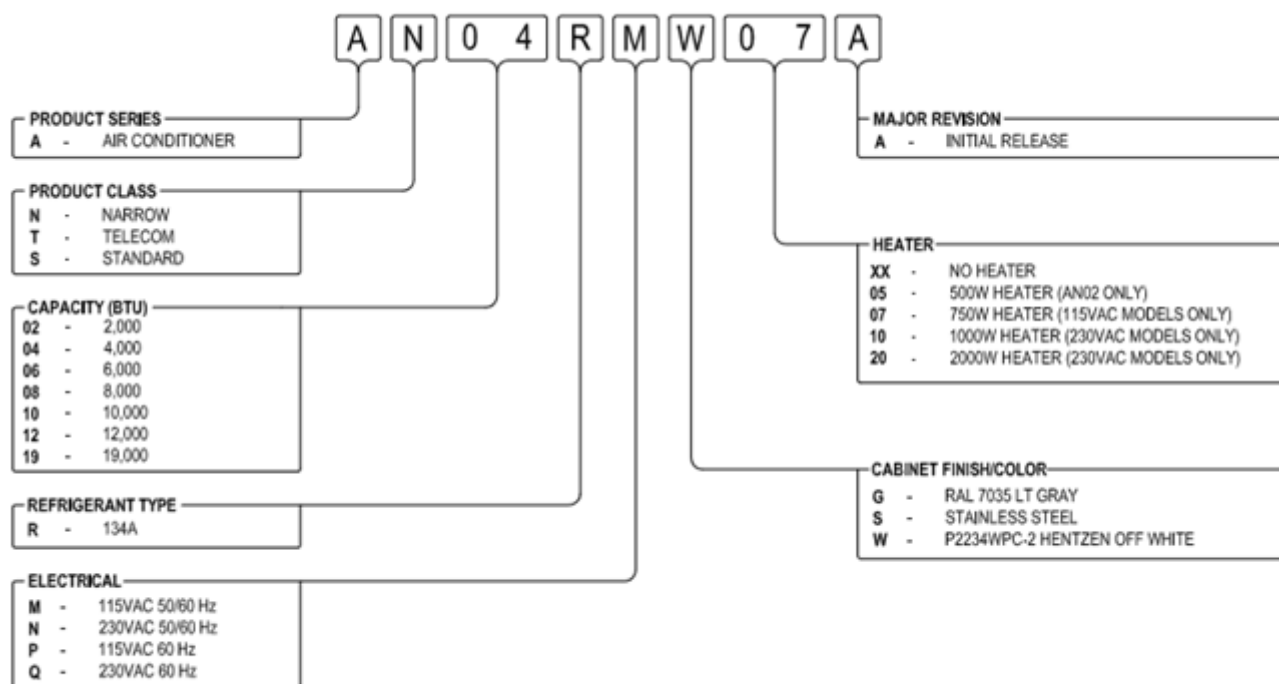 A N 0 4 R M W 0 7 A
PRODUCT SERIES
A - AIR CONDITIONER
PRODUCT CLASS
N - NARROW
T - TELECOM
S - STANDARD
CAPACITY (BTU)
02 - 2,000
04 - 4,000
06 - 6,000
08 - 8,000
10 - 10,000
12 - 12,000
19 - 19,000
REFRIGERANT TYPE
R - 134A
ELECTRICAL
M - 115VAC 50/60 Hz
N - 230VAC 50/60 Hz
P - 115VAC 60 Hz
Q - 230VAC 60 Hz
MAJOR REVISION
A - INITIAL RELEASE
HEATER
XX - NO HEATER
05 - 500W HEATER (AN02 ONLY)
07 - 750W HEATER (115VAC MODELS ONLY)
10 - 1000W HEATER (230VAC MODELS ONLY)
20 - 2000W HEATER (230VAC MODELS ONLY)
CABINET FINISH/COLOR
G - RAL 7035 LT GRAY
S - STAINLESS STEEL
W - P2234WPC-2 HENTZEN OFF WHITE